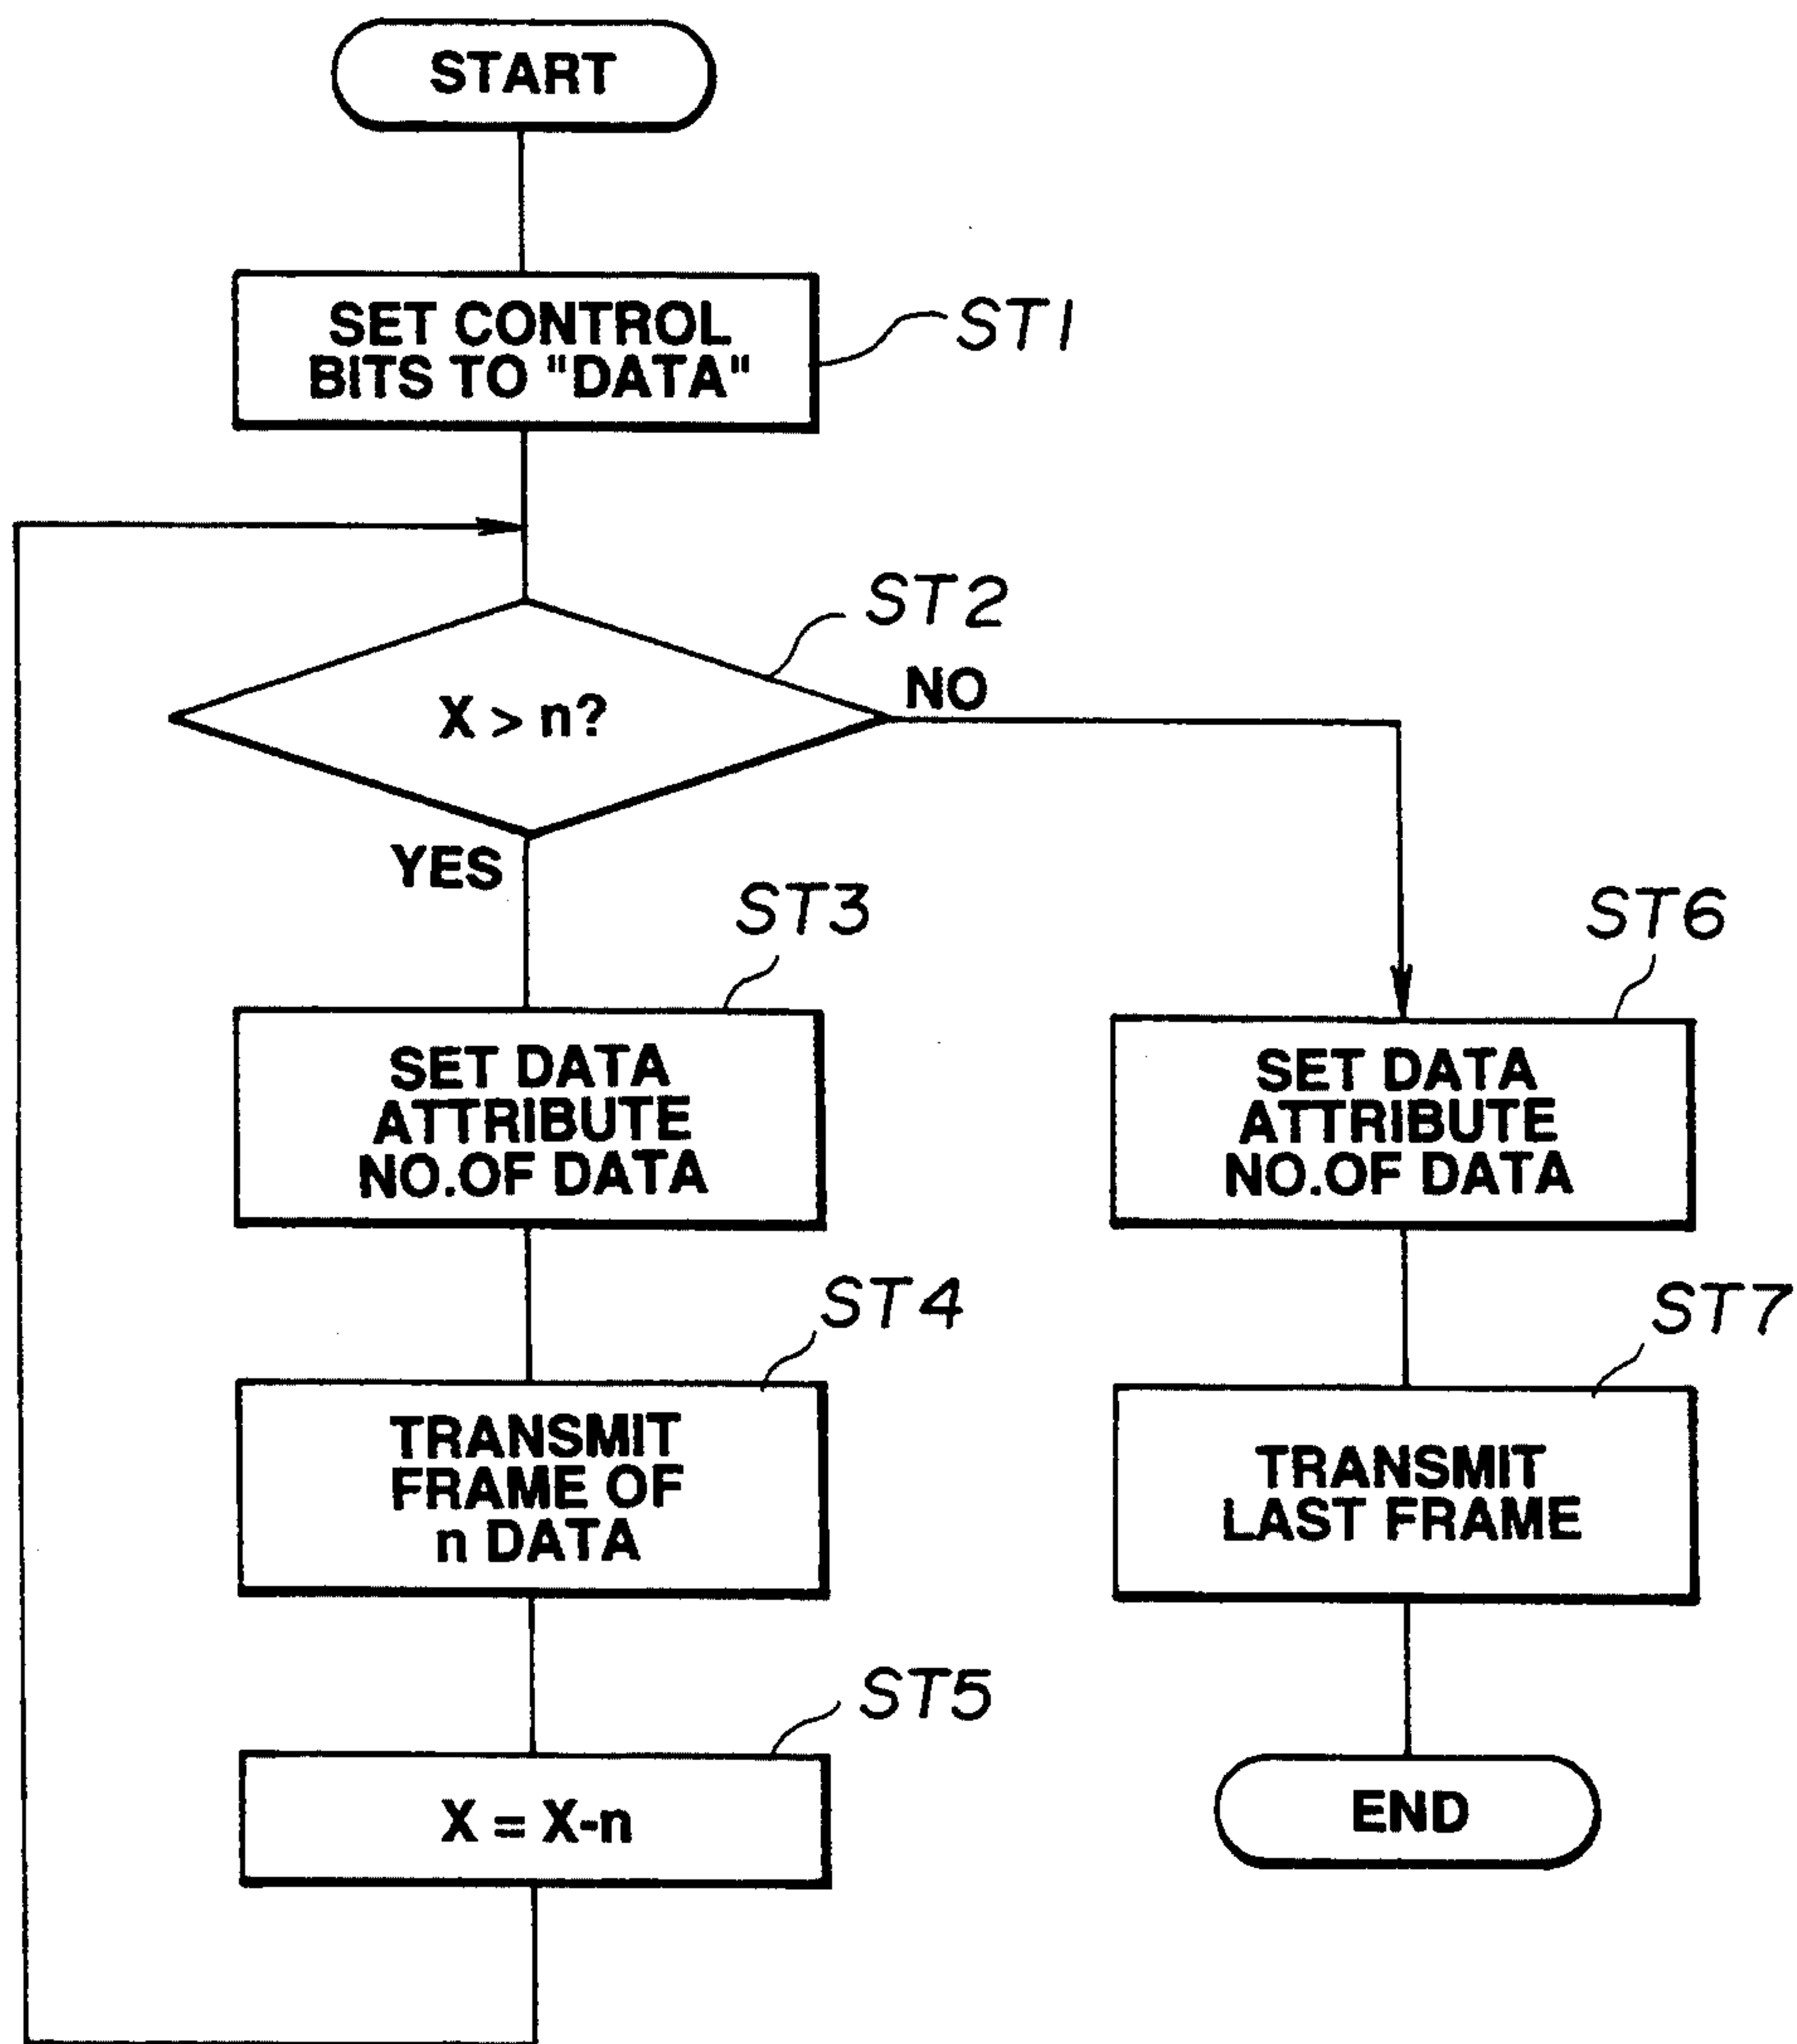 START
SET CONTROL
BITS TO "DATA"
ST1
ST2
X > n?
NO
YES
ST3
SET DATA
ATTRIBUTE
NO.OF DATA
ST4
TRANSMIT
FRAME OF
n DATA
ST5
X = X-n
ST6
SET DATA
ATTRIBUTE
NO.OF DATA
ST7
TRANSMIT
LAST FRAME
END